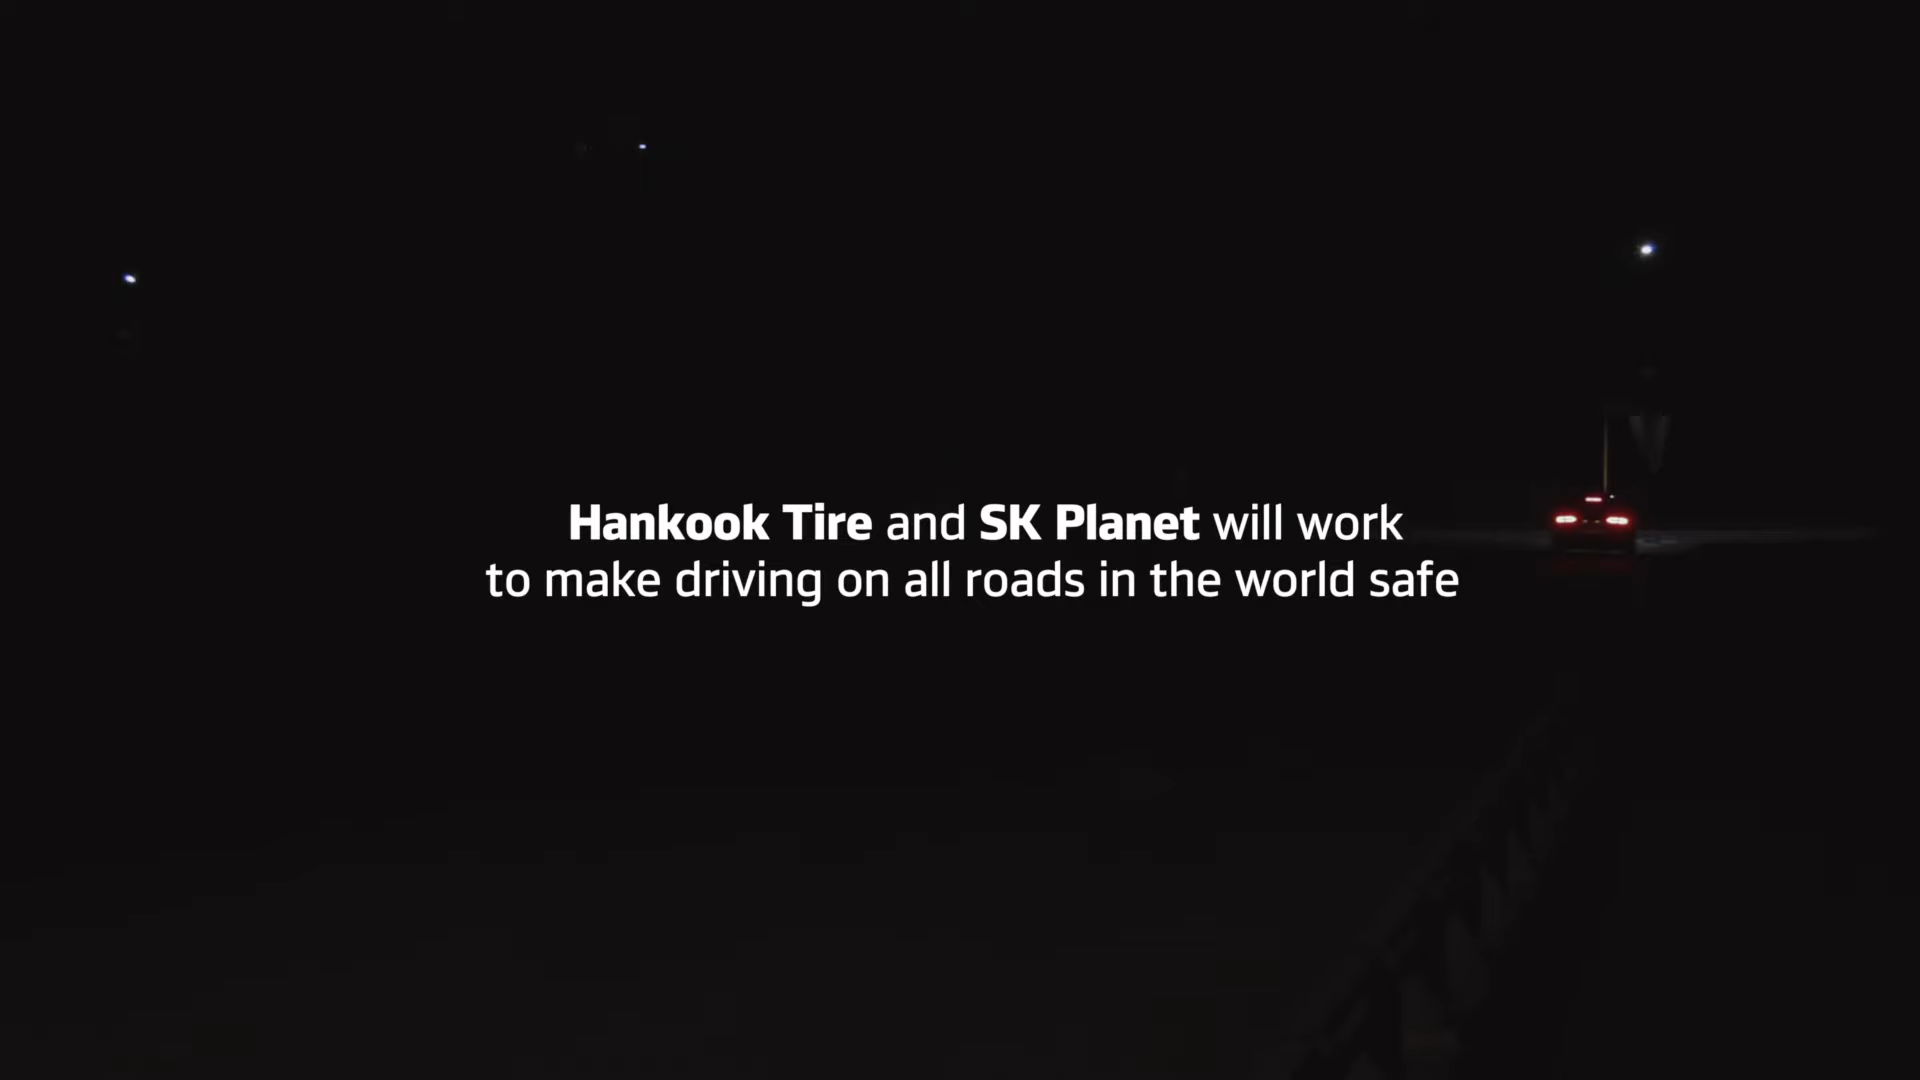 Hankook Tire and SK Planet will work
to make driving on all roads in the world safe